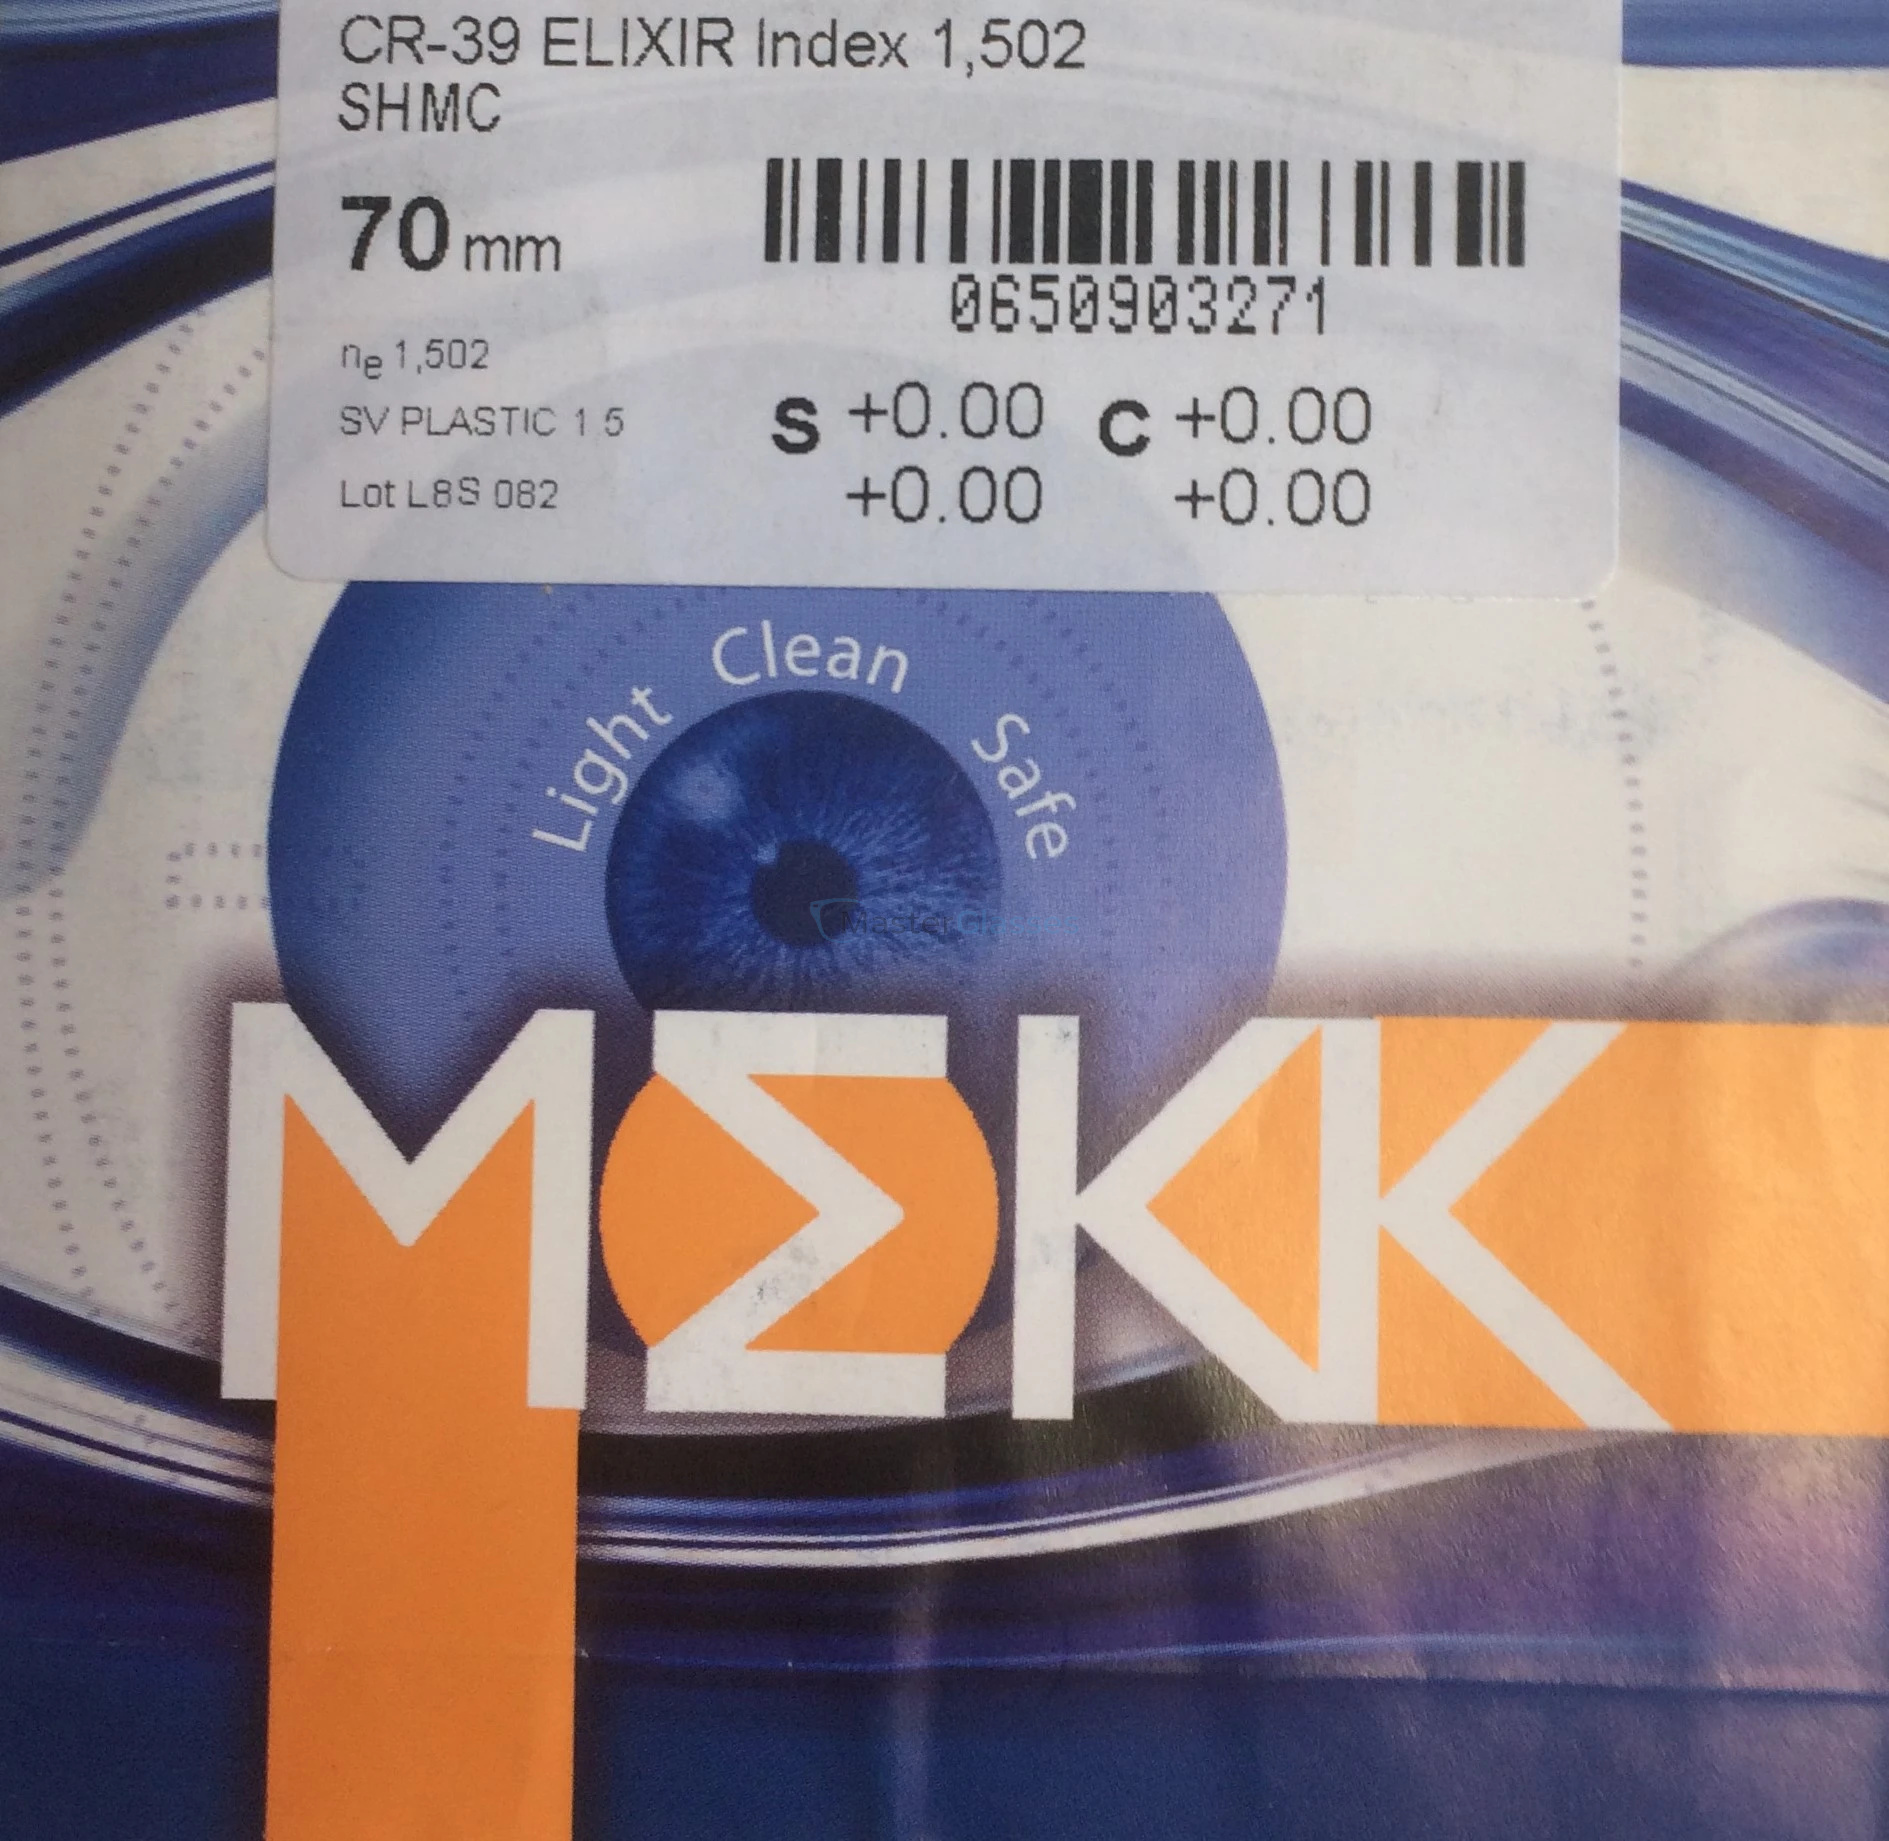 CR-39 ELIXIR Index 1,502
SHMC
70 mm
0650903271
ne 1,502
SV PLASTIC 1 5
Lot L8S 082
S +0.00 C +0.00
+0.00 +0.00
Light Clean Safe
MΣKK